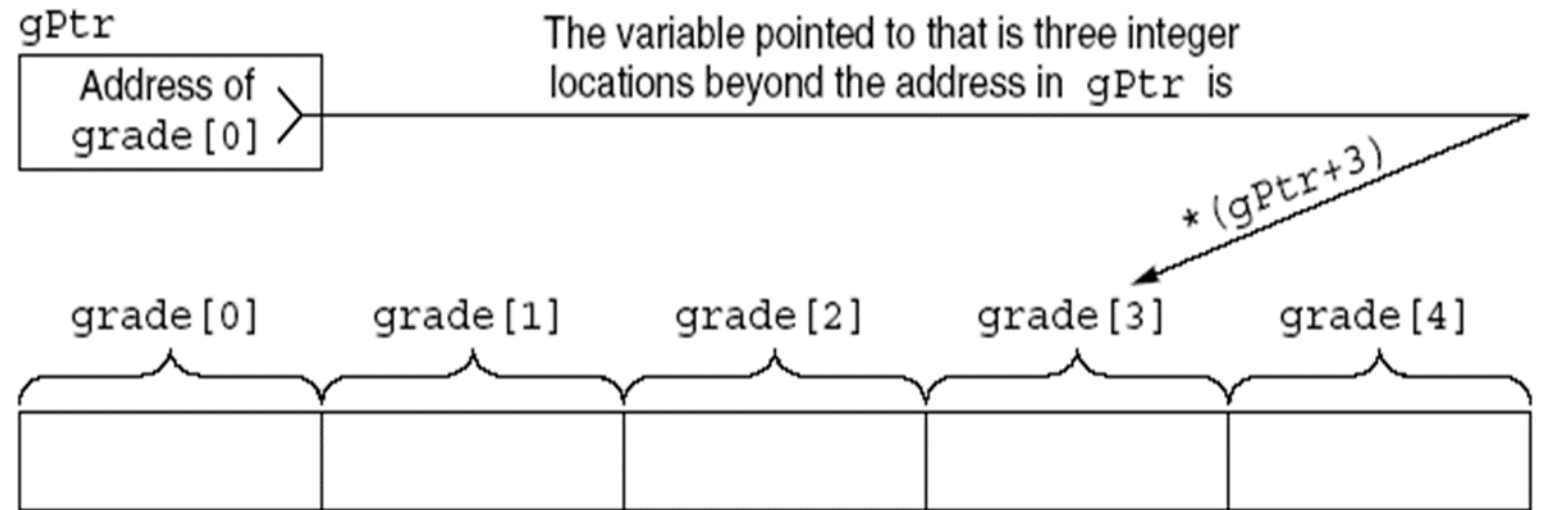 gPtr
Address of
grade[0]
The variable pointed to that is three integer
locations beyond the address in gPtr is
*(gPtr+3)
grade[0] grade[1] grade[2] grade[3] grade[4]